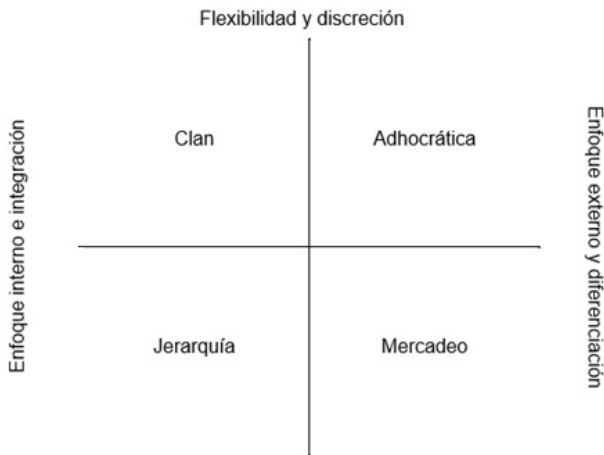 Flexibilidad y discreción
Enfoque interno e integración
Clan
Adhocrática
Enfoque externo y diferenciación
Jerarquía
Mercadeo